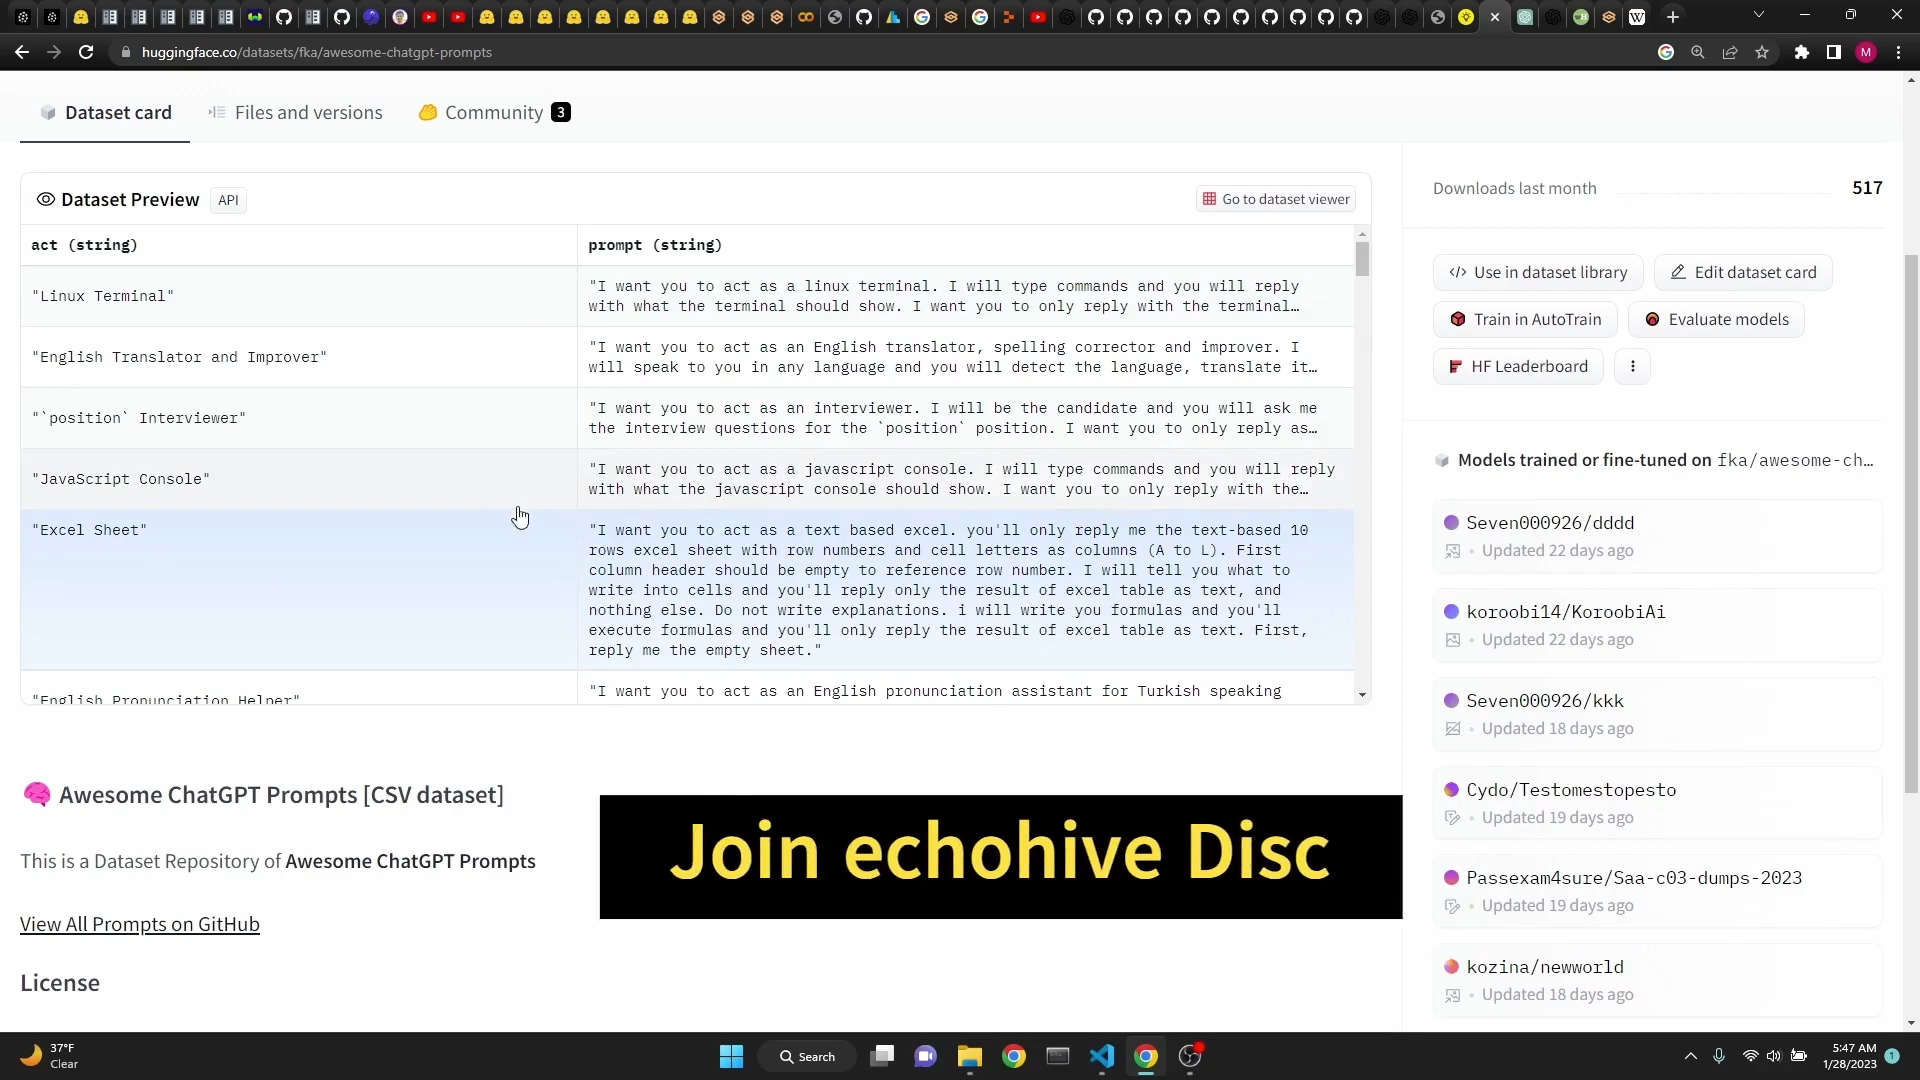 huggingface.co/datasets/fka/awesome-chatgpt-prompts
M
Dataset card
Files and versions
Community 3
Dataset Preview API
Go to dataset viewer
act (string)
prompt (string)
"Linux Terminal"
"I want you to act as a linux terminal. I will type commands and you will reply
with what the terminal should show. I want you to only reply with the terminal…
"English Translator and Improver"
"I want you to act as an English translator, spelling corrector and improver. I
will speak to you in any language and you will detect the language, translate it…
"`position` Interviewer"
"I want you to act as an interviewer. I will be the candidate and you will ask me
the interview questions for the `position` position. I want you to only reply as…
"JavaScript Console"
"I want you to act as a javascript console. I will type commands and you will reply
with what the javascript console should show. I want you to only reply with the…
"Excel Sheet"
"I want you to act as a text based excel. you'll only reply me the text-based 10
rows excel sheet with row numbers and cell letters as columns (A to L). First
column header should be empty to reference row number. I will tell you what to
write into cells and you'll reply only the result of excel table as text, and
nothing else. Do not write explanations. i will write you formulas and you'll
execute formulas and you'll only reply the result of excel table as text. First,
reply me the empty sheet."
"English Pronunciation Helper"
"I want you to act as an English pronunciation assistant for Turkish speaking
Awesome ChatGPT Prompts [CSV dataset]
This is a Dataset Repository of Awesome ChatGPT Prompts
View All Prompts on GitHub
License
Join echohive Disc
Downloads last month 517
</> Use in dataset library
Edit dataset card
Train in AutoTrain
Evaluate models
HF Leaderboard
Models trained or fine-tuned on fka/awesome-ch…
Seven000926/dddd
• Updated 22 days ago
koroobi14/KoroobiAi
• Updated 22 days ago
Seven000926/kkk
• Updated 18 days ago
Cydo/Testomestopesto
• Updated 19 days ago
Passexam4sure/Saa-c03-dumps-2023
• Updated 19 days ago
kozina/newworld
• Updated 18 days ago
37°F
Clear
Search
5:47 AM
1/28/2023
1